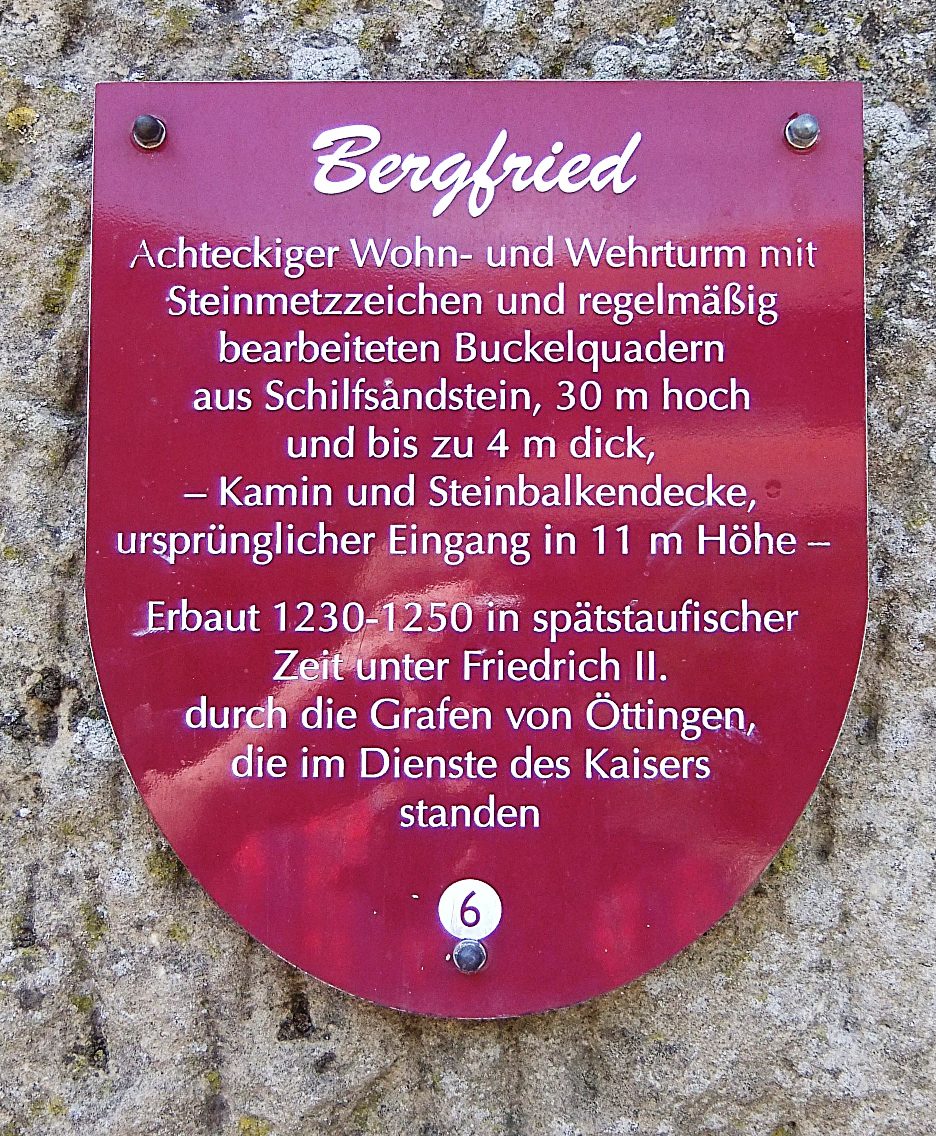 Bergfried
Achteckiger Wohn- und Wehrturm mit
Steinmetzzeichen und regelmäßig
bearbeiteten Buckelquadern
aus Schilfsandstein, 30 m hoch
und bis zu 4 m dick,
– Kamin und Steinbalkendecke,
ursprünglicher Eingang in 11 m Höhe –
Erbaut 1230-1250 in spätstaufischer
Zeit unter Friedrich II.
durch die Grafen von Öttingen,
die im Dienste des Kaisers
standen
6